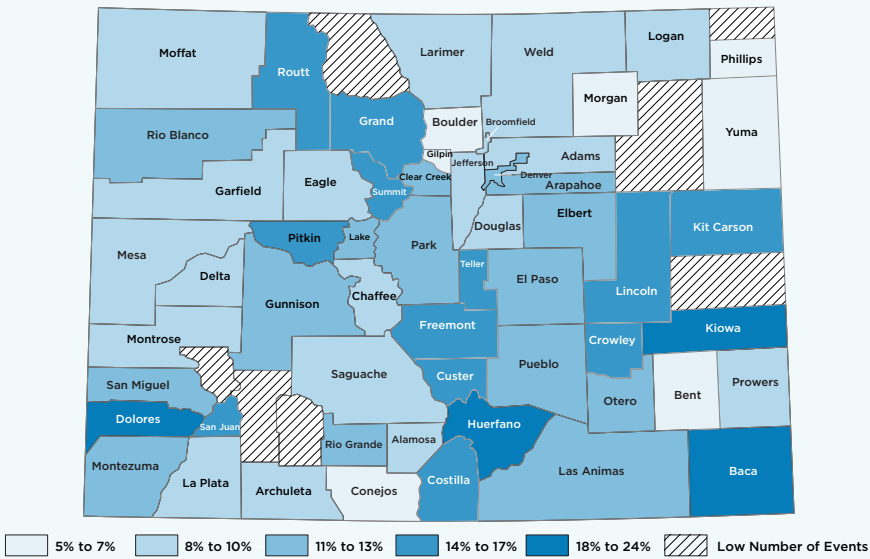 Moffat
Routt
Larimer
Weld
Logan
Phillips
Morgan
Yuma
Rio Blanco
Grand
Boulder
Broomfield
Gilpin
Jefferson
Adams
Clear Creek
Denver
Arapahoe
Garfield
Eagle
Summit
Douglas
Elbert
Kit Carson
Pitkin
Lake
Park
Mesa
Delta
Teller
El Paso
Lincoln
Gunnison
Chaffee
Freemont
Kiowa
Montrose
Crowley
Saguache
Custer
Pueblo
San Miguel
Otero
Bent
Prowers
Dolores
San Juan
Huerfano
Rio Grande
Alamosa
Montezuma
La Plata
Archuleta
Conejos
Costilla
Las Animas
Baca
5% to 7%
8% to 10%
11% to 13%
14% to 17%
18% to 24%
Low Number of Events